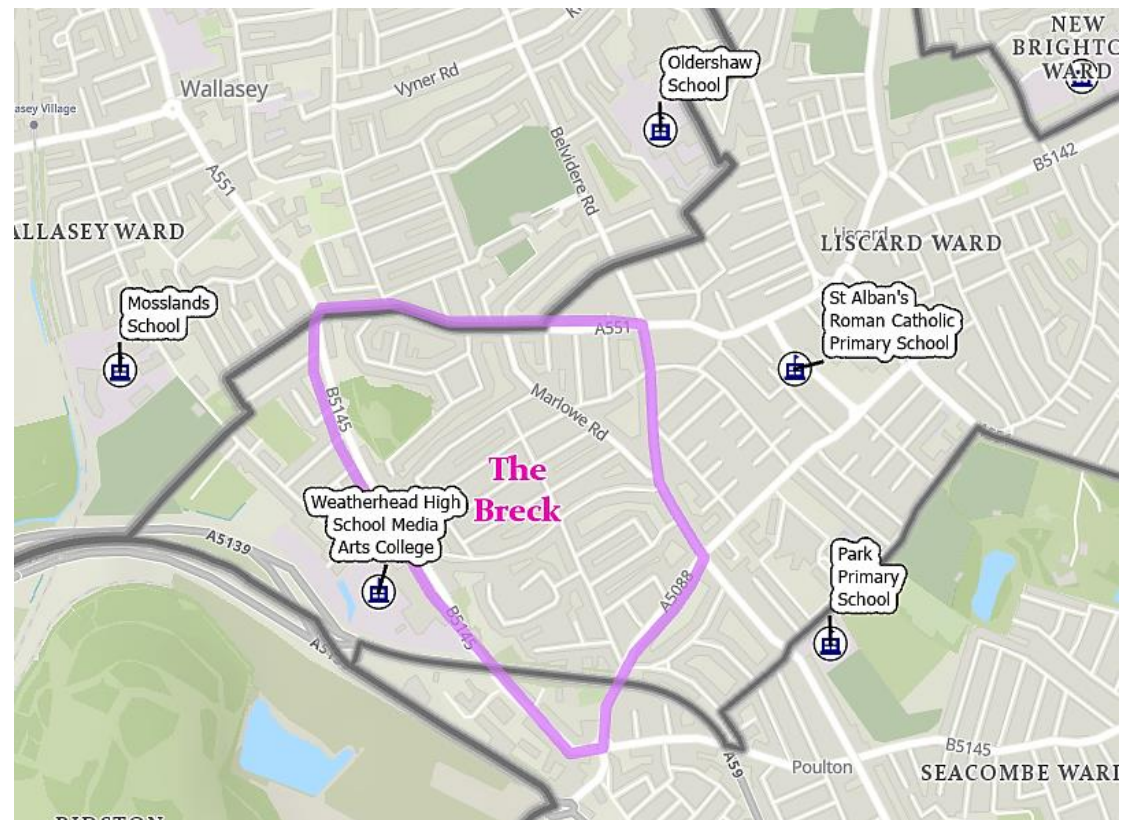 NEW
BRIGHTO
WARD
Oldershaw
School
Vyner Rd
Wallasey
asey Village
Belvidere Rd
B5142
A551
ALLASEY WARD
Liscard
LISCARD WARD
Mosslands
School
St Alban's
Roman Catholic
Primary School
A551
B5145
Marlowe Rd
The
Breck
Weatherhead High
School Media
Arts College
A5139
Park
Primary
School
A5088
B5145
B5145
A59
Poulton
SEACOMBE WARD